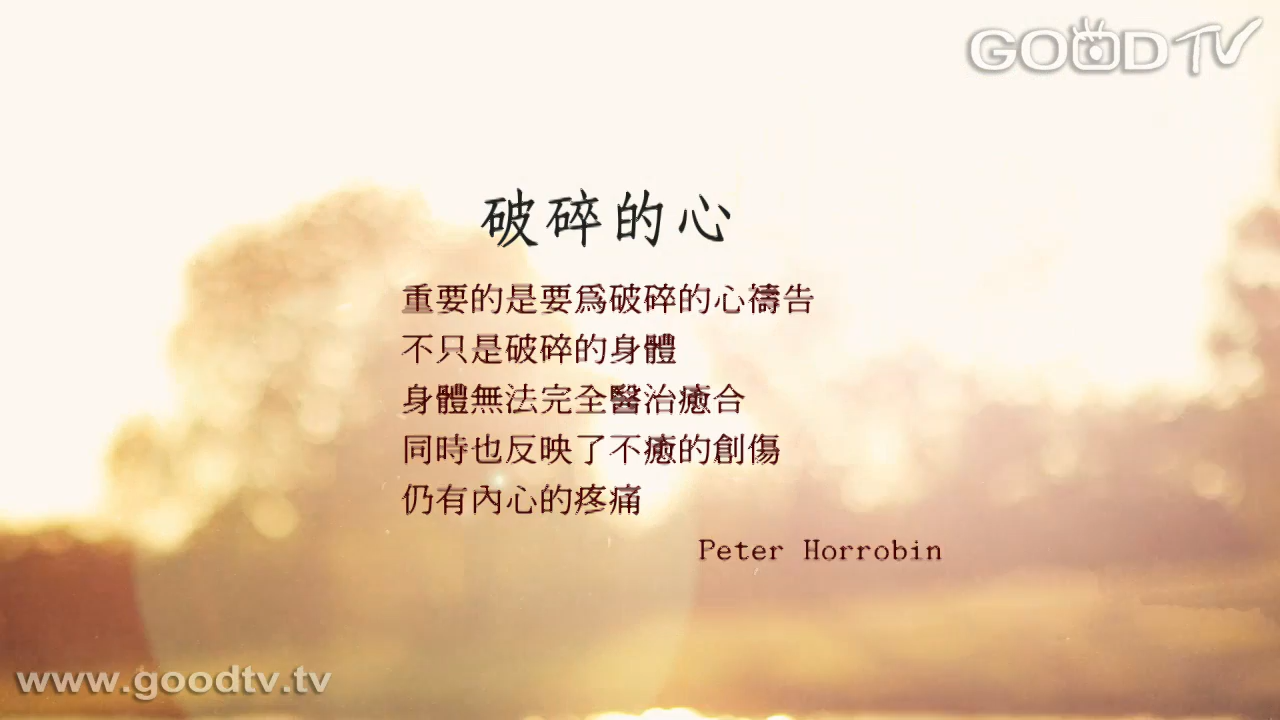 GOOD TV
破碎的心
重要的是要爲破碎的心禱告
不只是破碎的身體
身體無法完全醫治癒合
同時也反映了不癒的創傷
仍有內心的疼痛
Peter Horrobin
www.goodtv.tv